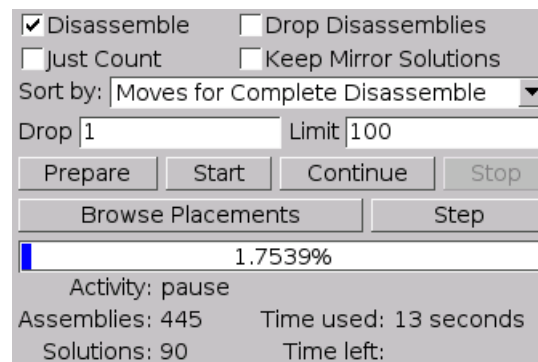 Disassemble Drop Disassemblies
Just Count Keep Mirror Solutions
Sort by: Moves for Complete Disassemble
Drop 1 Limit 100
Prepare Start Continue Stop
Browse Placements Step
1.7539%
Activity: pause
Assemblies: 445 Time used: 13 seconds
Solutions: 90 Time left: